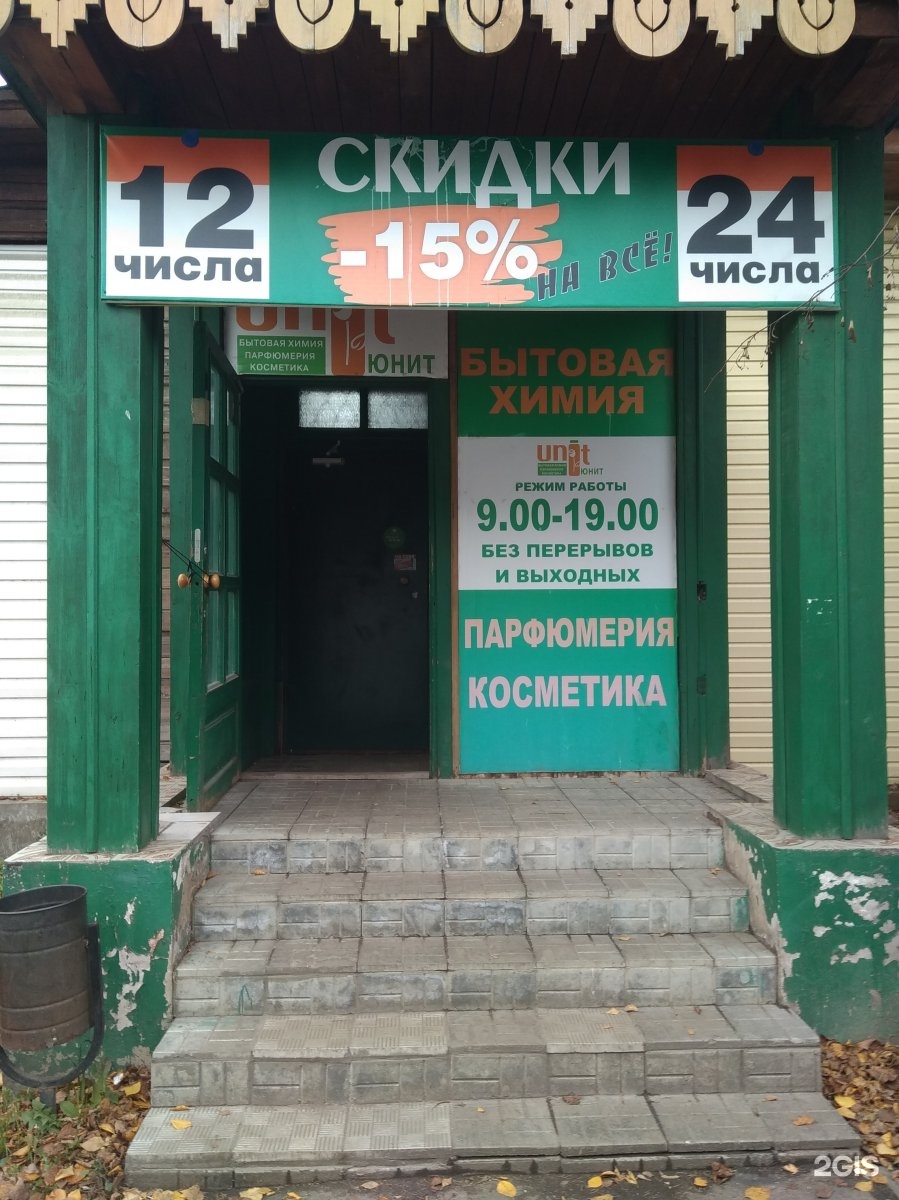 12
числа
СКИДКИ
-15%
НА ВСЁ!
24
числа
unit
БЫТОВАЯ ХИМИЯ
ПАРФЮМЕРИЯ
КОСМЕТИКА
ЮНИТ
БЫТОВАЯ
ХИМИЯ
unit
ЮНИТ
РЕЖИМ РАБОТЫ
9.00-19.00
БЕЗ ПЕРЕРЫВОВ
И ВЫХОДНЫХ
ПАРФЮМЕРИЯ
КОСМЕТИКА
2GIS